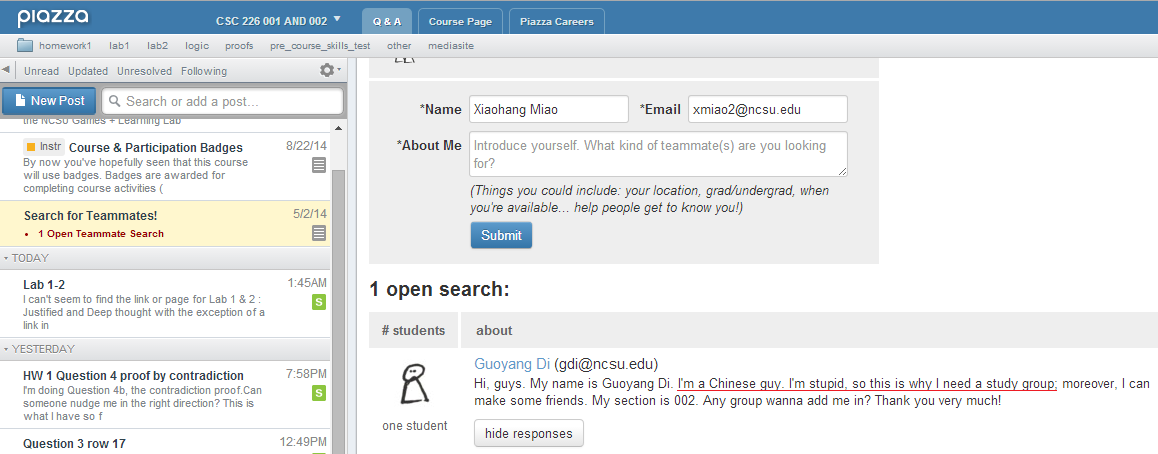 piazza
CSC 226 001 AND 002
Q & A
Course Page
Piazza Careers
homework1 lab1 lab2 logic proofs pre_course_skills_test other mediasite
Unread Updated Unresolved Following
New Post
Search or add a post…
the NCSU Games + Learning Lab
Instr Course & Participation Badges 8/22/14
By now you've hopefully seen that this course
will use badges. Badges are awarded for
completing course activities (
Search for Teammates! 5/2/14
• 1 Open Teammate Search
TODAY
Lab 1-2 1:45AM
I can't seem to find the link or page for Lab 1 & 2 :
Justified and Deep thought with the exception of a
link in
S
YESTERDAY
HW 1 Question 4 proof by contradiction 7:58PM
I'm doing Question 4b, the contradiction proof.Can
someone nudge me in the right direction? This is
what I have so f
S
Question 3 row 17 12:49PM
*Name Xiaohang Miao *Email xmiao2@ncsu.edu
*About Me Introduce yourself. What kind of teammate(s) are you looking
for?
(Things you could include: your location, grad/undergrad, when
you're available... help people get to know you!)
Submit
1 open search:
# students about
Guoyang Di (gdi@ncsu.edu)
Hi, guys. My name is Guoyang Di. I'm a Chinese guy. I'm stupid, so this is why I need a study group; moreover, I can
make some friends. My section is 002. Any group wanna add me in? Thank you very much!
one student
hide responses